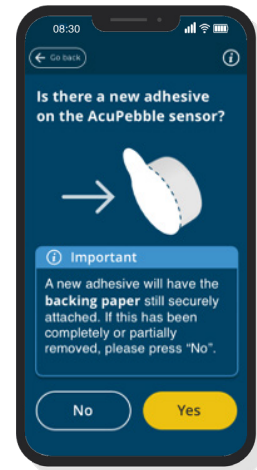 08:30
Go back
Is there a new adhesive
on the AcuPebble sensor?
Important
A new adhesive will have the
backing paper still securely
attached. If this has been
completely or partially
removed, please press “No”.
No
Yes